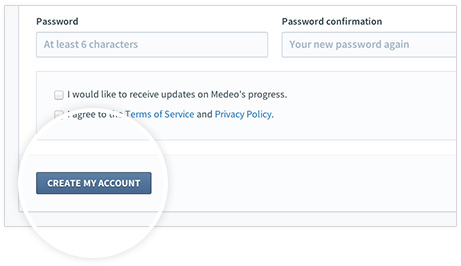 Password Password confirmation
At least 6 characters Your new password again
I would like to receive updates on Medeo's progress.
I agree to the Terms of Service and Privacy Policy.
CREATE MY ACCOUNT